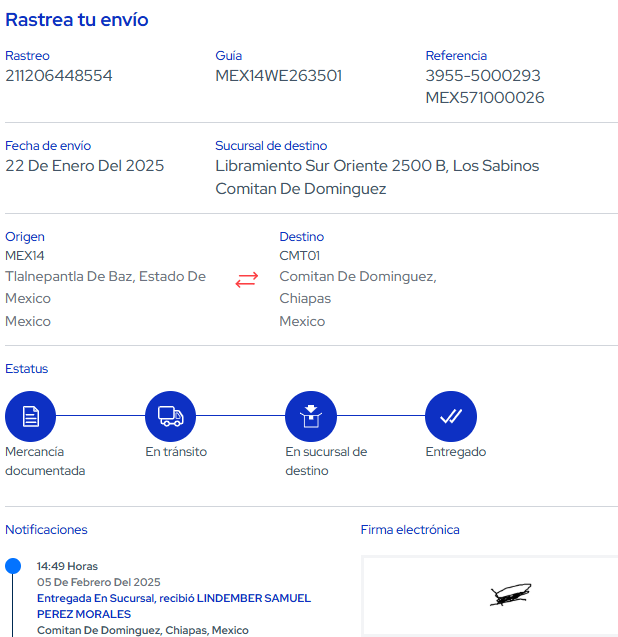 Rastrea tu envío
Rastreo
211206448554
Guía
MEX14WE263501
Referencia
3955-5000293
MEX571000026
Fecha de envío
22 De Enero Del 2025
Sucursal de destino
Libramiento Sur Oriente 2500 B, Los Sabinos
Comitan De Dominguez
Origen
MEX14
Tlalnepantla De Baz, Estado De
Mexico
Mexico
Destino
CMT01
Comitan De Dominguez,
Chiapas
Mexico
Estatus
Mercancía
documentada
En tránsito
En sucursal de
destino
Entregado
Notificaciones
14:49 Horas
05 De Febrero Del 2025
Entregada En Sucursal, recibió LINDEMBER SAMUEL
PEREZ MORALES
Comitan De Dominguez, Chiapas, Mexico
Firma electrónica